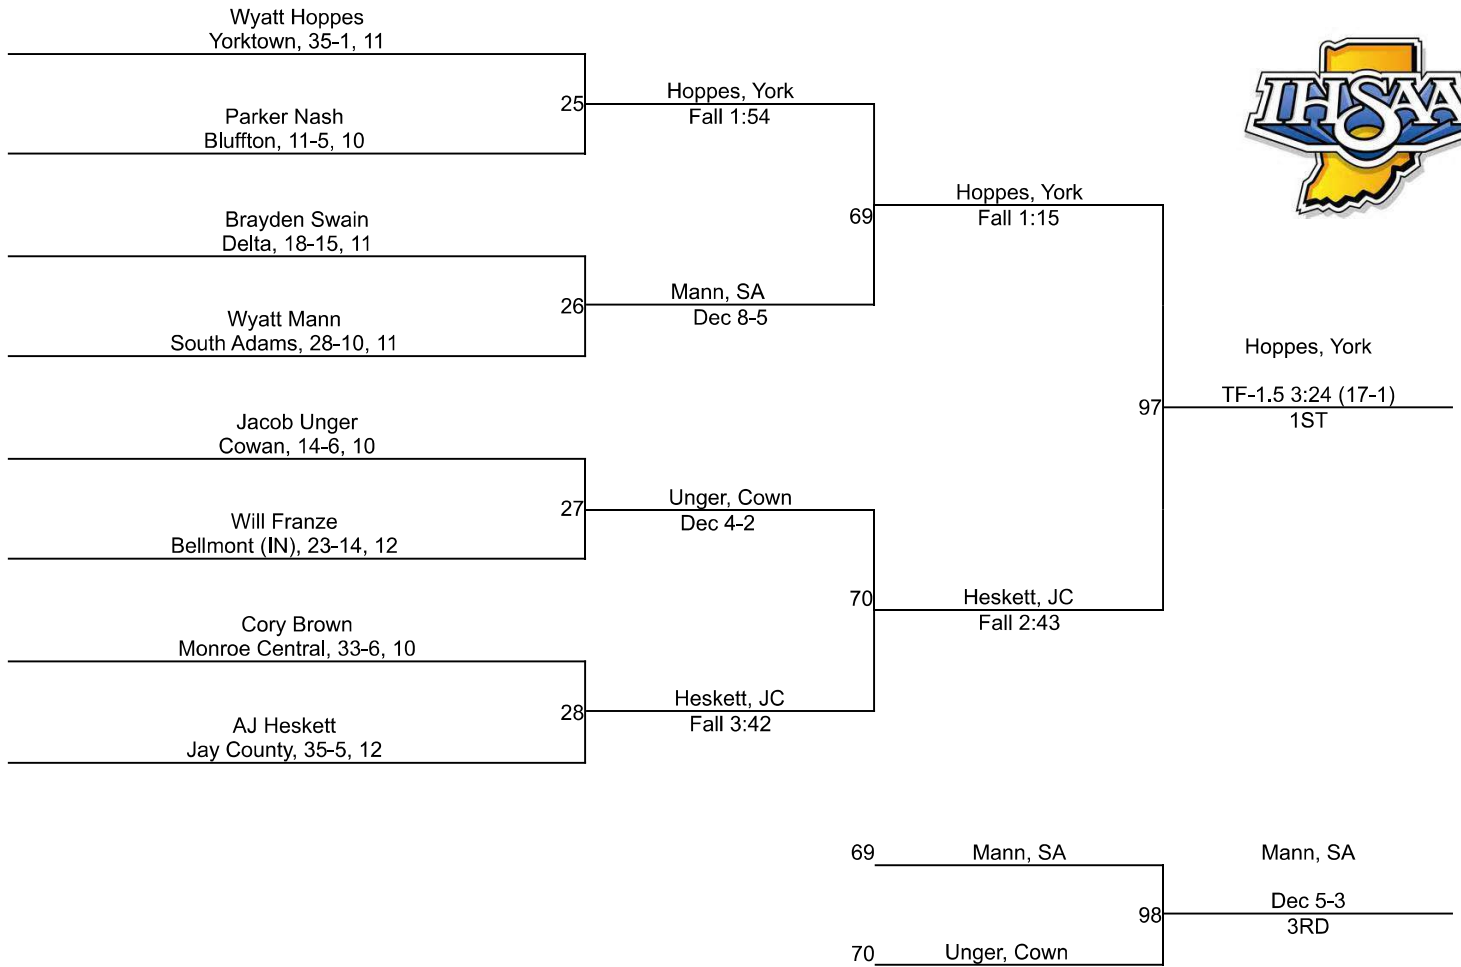 Wyatt Hoppes
Yorktown, 35-1, 11
Parker Nash
Bluffton, 11-5, 10
Brayden Swain
Delta, 18-15, 11
Wyatt Mann
South Adams, 28-10, 11
Jacob Unger
Cowan, 14-6, 10
Will Franze
Bellmont (IN), 23-14, 12
Cory Brown
Monroe Central, 33-6, 10
AJ Heskett
Jay County, 35-5, 12
25
Hoppes, York
Fall 1:54
26
Mann, SA
Dec 8-5
27
Unger, Cown
Dec 4-2
28
Heskett, JC
Fall 3:42
69
Hoppes, York
Fall 1:15
70
Heskett, JC
Fall 2:43
97
Hoppes, York
TF-1.5 3:24 (17-1)
1ST
69
Mann, SA
70
Unger, Cown
98
Mann, SA
Dec 5-3
3RD
IHSAA